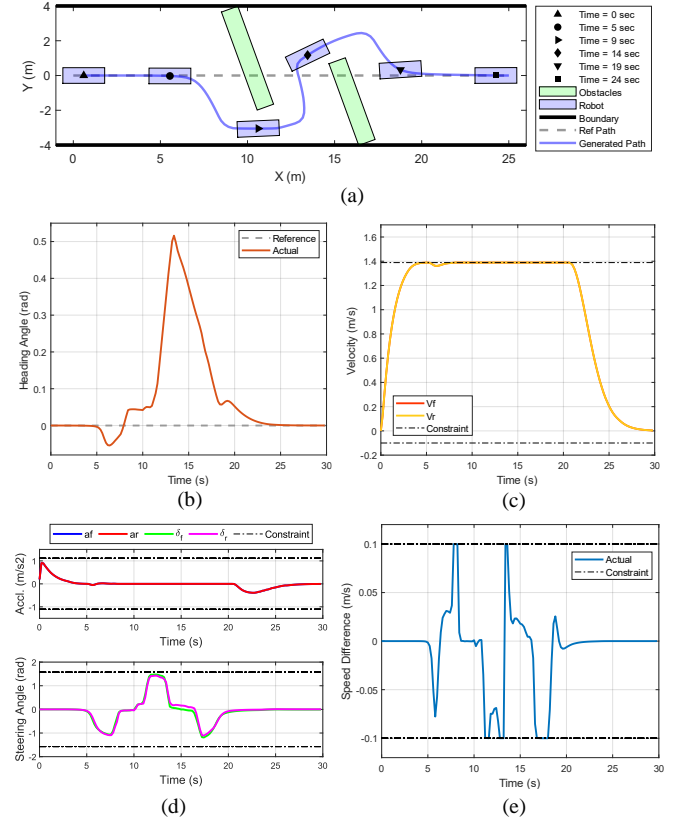 4
2
0
-2
-4
Y (m)
0
5
10
15
20
25
X (m)
Time = 0 sec
Time = 5 sec
Time = 9 sec
Time = 14 sec
Time = 19 sec
Time = 24 sec
Obstacles
Robot
Boundary
Ref Path
Generated Path
(a)
0.5
0.4
0.3
0.2
0.1
0
Heading Angle (rad)
Reference
Actual
0 5 10 15 20 25 30
Time (s)
(b)
1.6
1.4
1.2
1
0.8
0.6
0.4
0.2
0
-0.2
Velocity (m/s)
Vf
Vr
Constraint
0 5 10 15 20 25 30
Time (s)
(c)
af ar δf δr Constraint
1
0
-1
Accl. (m/s2)
0 5 10 15 20 25 30
Time (s)
2
1
0
-1
-2
Steering Angle (rad)
0 5 10 15 20 25 30
Time (s)
(d)
0.1
0.05
0
-0.05
-0.1
Speed Difference (m/s)
Actual
Constraint
0 5 10 15 20 25 30
Time (s)
(e)